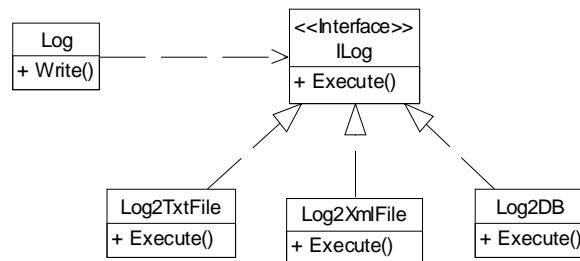 Log
+ Write()
<<Interface>>
ILog
+ Execute()
Log2TxtFile
+ Execute()
Log2XmlFile
+ Execute()
Log2DB
+ Execute()